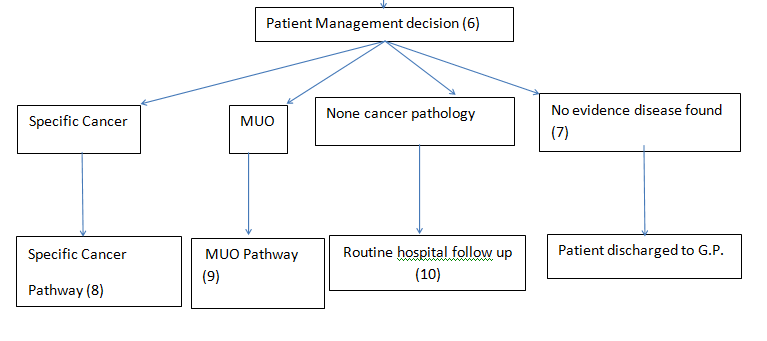 Patient Management decision (6)
Specific Cancer
MUO
None cancer pathology
No evidence disease found
(7)
Specific Cancer
Pathway (8)
MUO Pathway
(9)
Routine hospital follow up
(10)
Patient discharged to G.P.